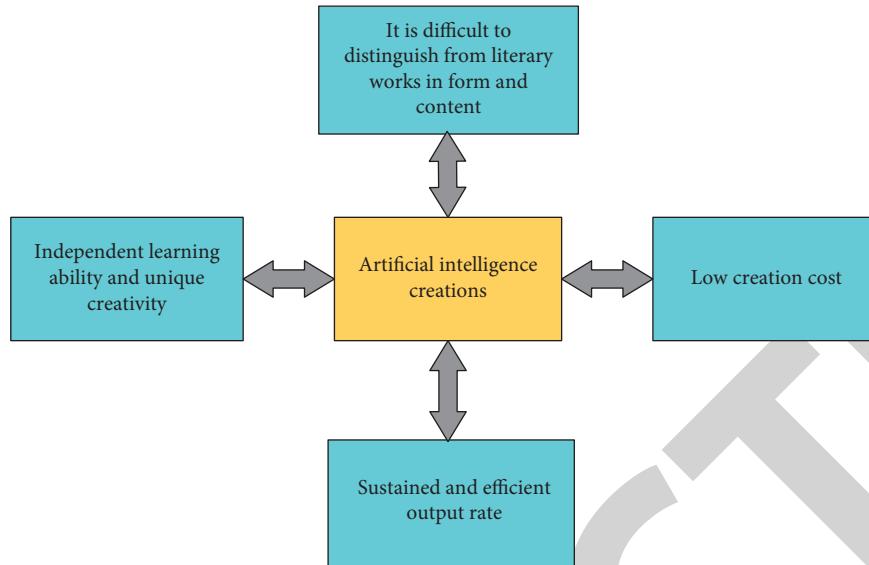 It is difficult to
distinguish from literary
works in form and
content
Independent learning
ability and unique
creativity
Artificial intelligence
creations
Low creation cost
Sustained and efficient
output rate